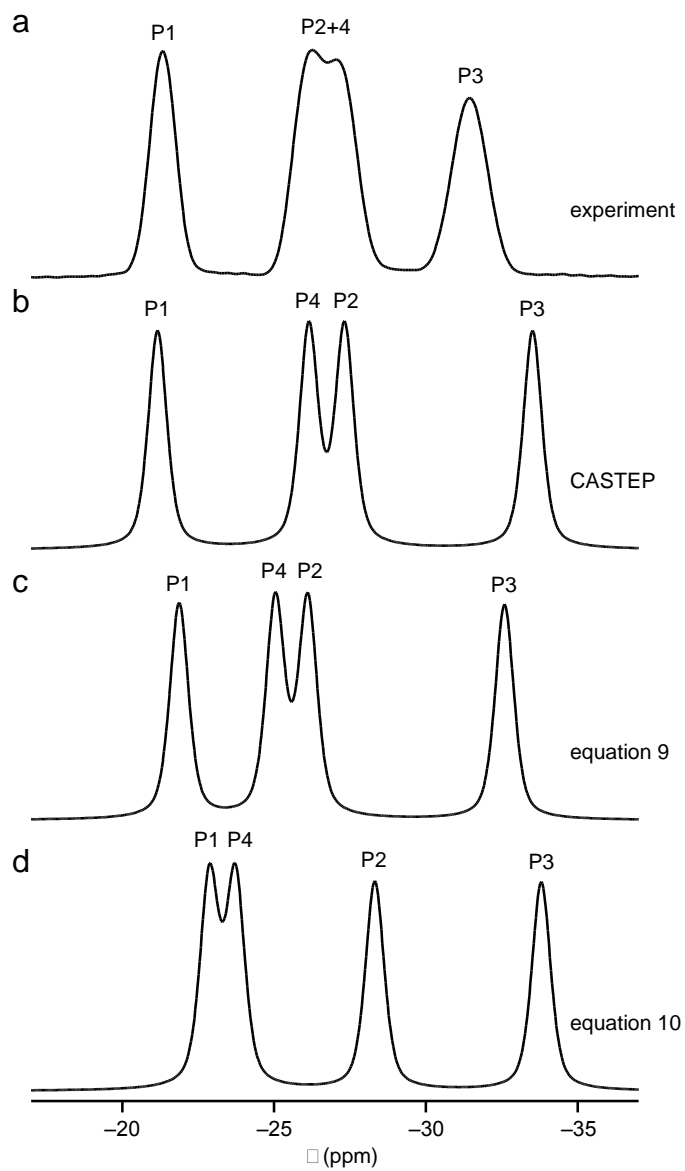 a
P1
P2+4
P3
experiment
b
P1
P4 P2
P3
CASTEP
c
P1
P4 P2
P3
equation 9
d
P1 P4
P2
P3
equation 10
–20 –25 –30 –35
□ (ppm)